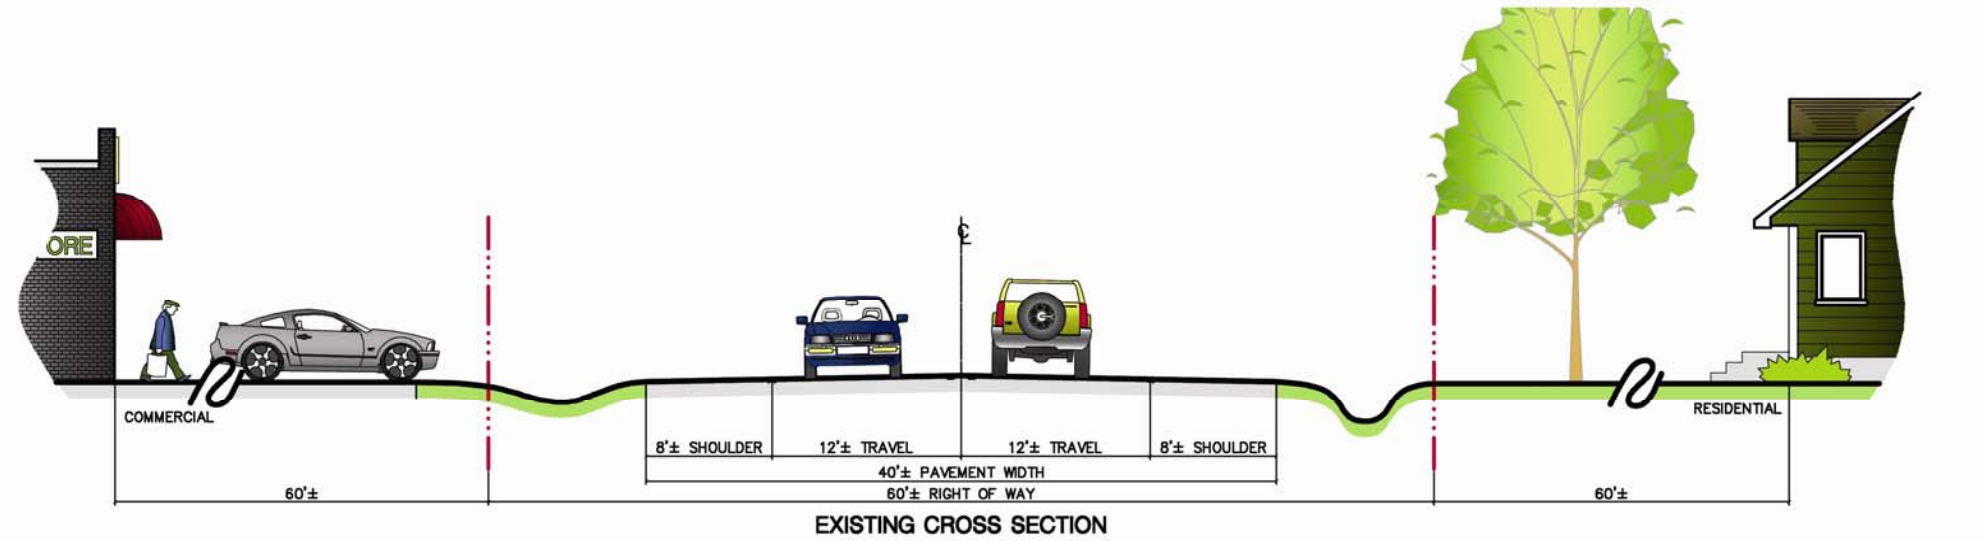 ORE
℄
COMMERCIAL
RESIDENTIAL
8'± SHOULDER 12'± TRAVEL 12'± TRAVEL 8'± SHOULDER
40'± PAVEMENT WIDTH
60'± 60'± RIGHT OF WAY 60'±
EXISTING CROSS SECTION